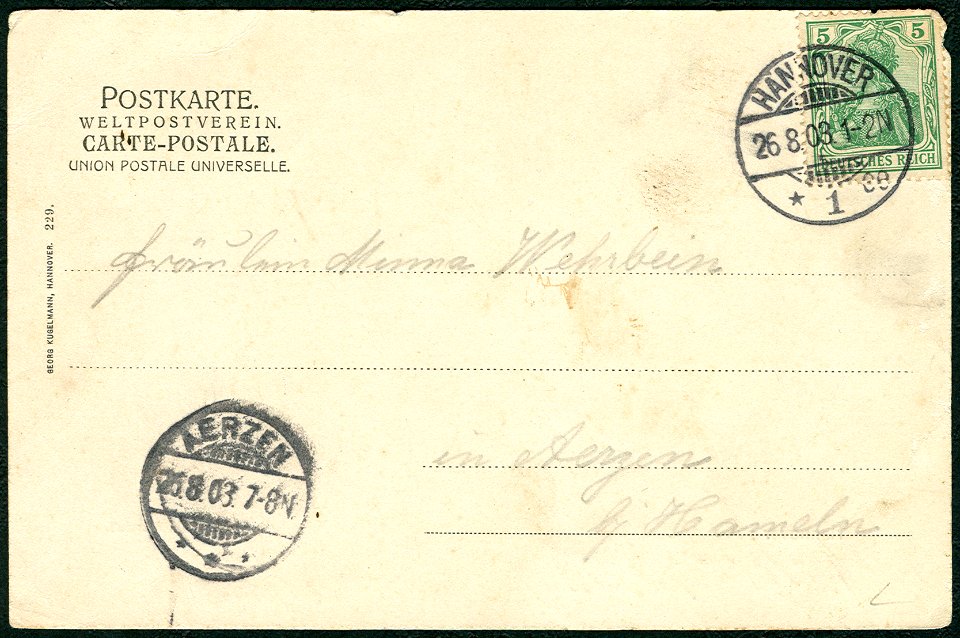 POSTKARTE.
WELTPOSTVEREIN.
CARTE-POSTALE.
UNION POSTALE UNIVERSELLE.
5 5
DEUTSCHES REICH
HANNOVER
26.8.03.1-2N
* 1 
GEORG KUGELMANN, HANNOVER. 229.
Fräulein Minna Wehrbein
in Aerzen
bj Hameln
AERZEN
26.8.03.7-8N.